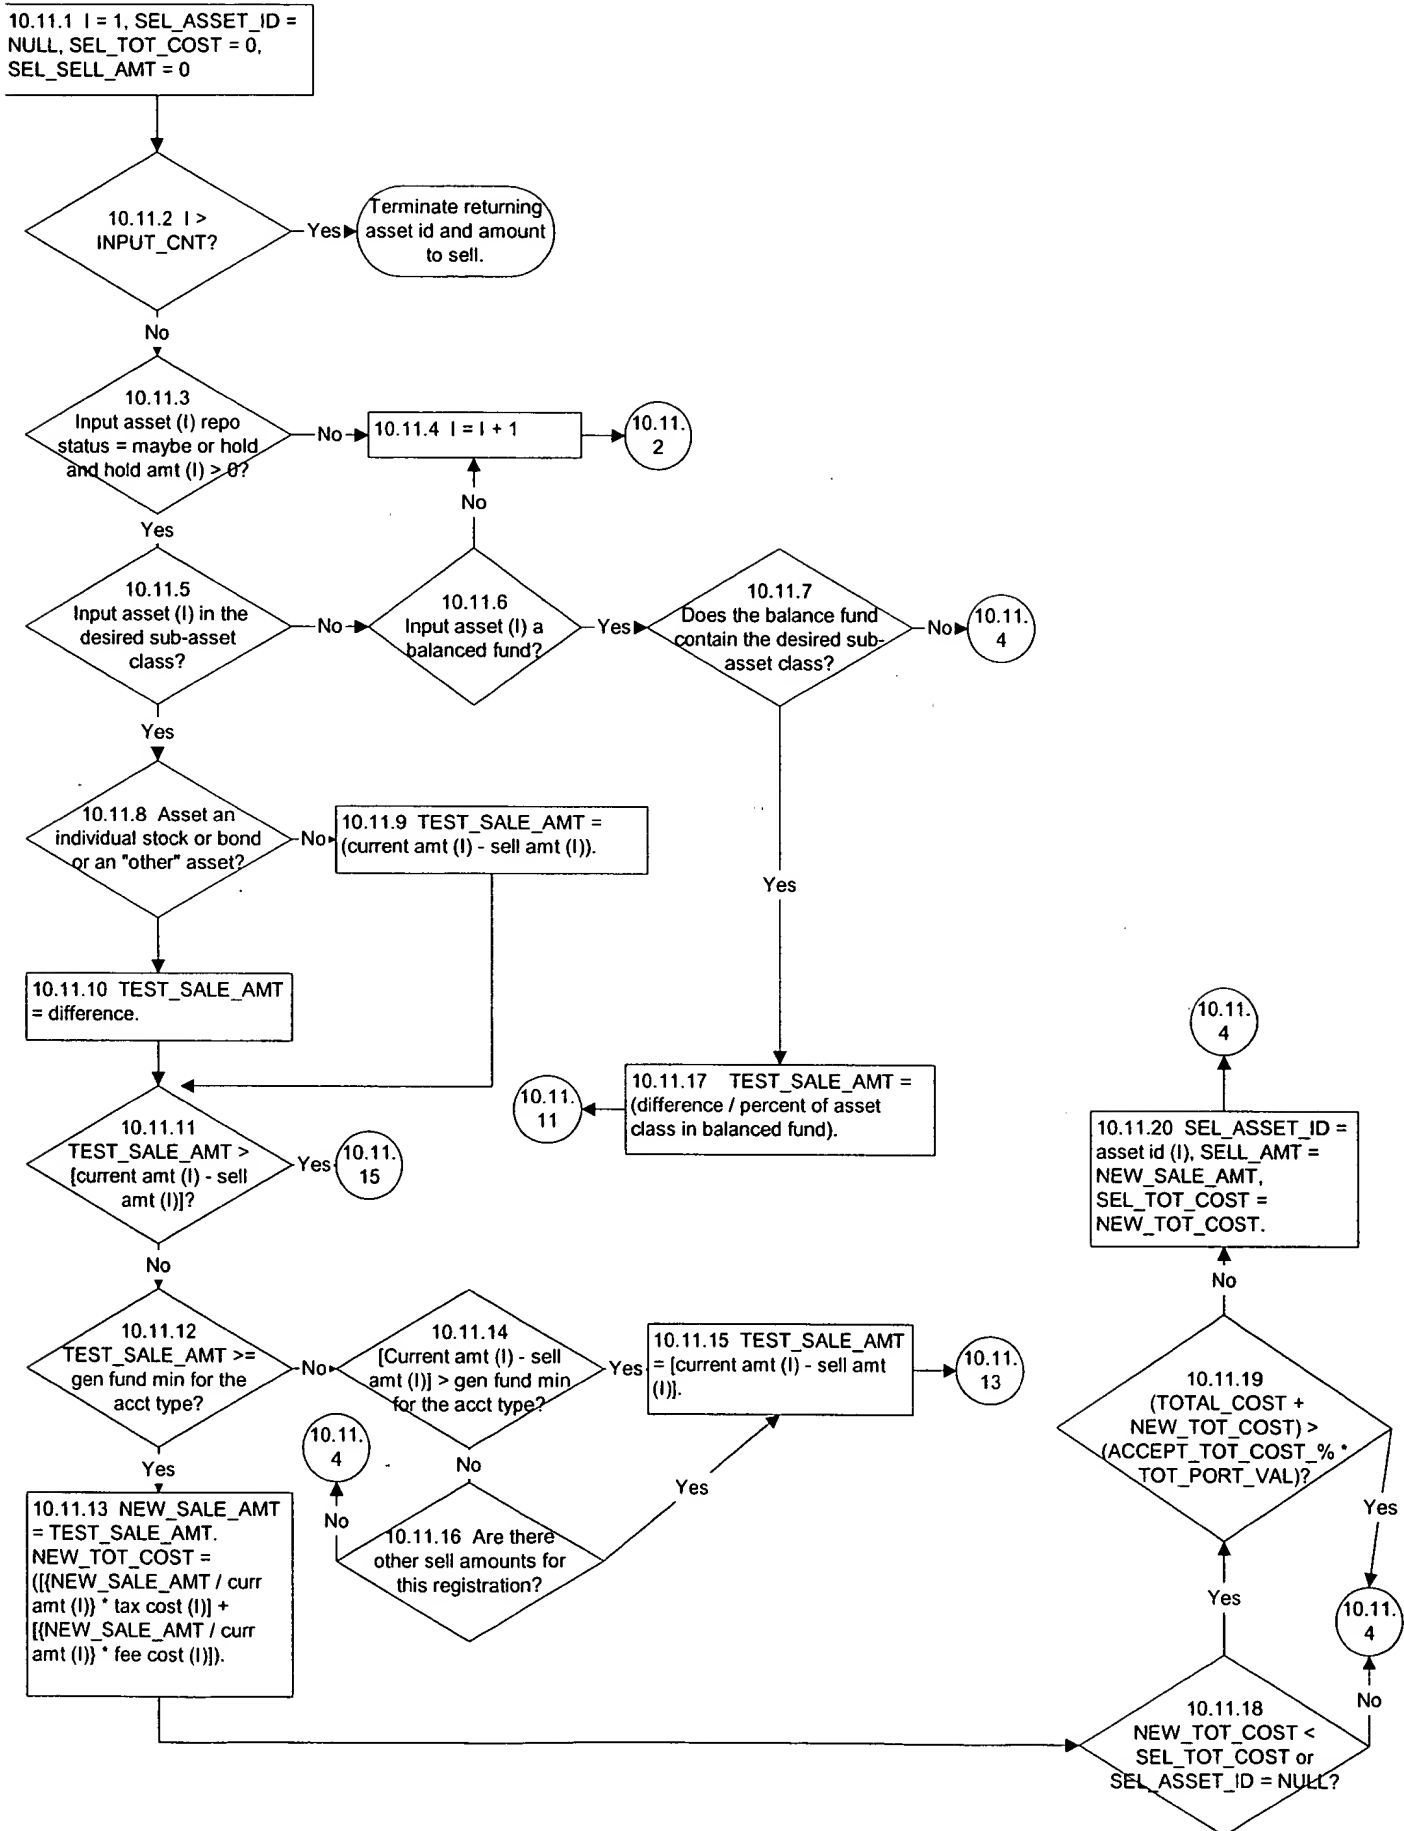 10.11.1 I = 1, SEL_ASSET_ID =
NULL, SEL_TOT_COST = 0,
SEL_SELL_AMT = 0
10.11.2 I >
INPUT_CNT?
Yes
Terminate returning
asset id and amount
to sell.
No
10.11.3
Input asset (I) repo
status = maybe or hold
and hold amt (I) > 0?
No
10.11.4 I = I + 1
10.11.
2
Yes
No
10.11.5
Input asset (I) in the
desired sub-asset
class?
No
10.11.6
Input asset (I) a
balanced fund?
Yes
10.11.7
Does the balance fund
contain the desired sub-
asset class?
No
10.11.
4
Yes
10.11.8 Asset an
individual stock or bond
or an "other" asset?
No
10.11.9 TEST_SALE_AMT =
(current amt (I) - sell amt (I)).
Yes
10.11.10 TEST_SALE_AMT
= difference.
10.11.17 TEST_SALE_AMT =
(difference / percent of asset
class in balanced fund).
10.11.
11
10.11.
4
10.11.11
TEST_SALE_AMT >
[current amt (I) - sell
amt (I)]?
Yes
10.11.
15
10.11.20 SEL_ASSET_ID =
asset id (I), SELL_AMT =
NEW_SALE_AMT,
SEL_TOT_COST =
NEW_TOT_COST.
No
No
10.11.12
TEST_SALE_AMT >=
gen fund min for the
acct type?
No
10.11.14
[Current amt (I) - sell
amt (I)] > gen fund min
for the acct type?
Yes
10.11.15 TEST_SALE_AMT
= [current amt (I) - sell amt
(I)].
10.11.
13
10.11.19
(TOTAL_COST +
NEW_TOT_COST) >
(ACCEPT_TOT_COST_% *
TOT_PORT_VAL)?
10.11.
4
Yes
No
Yes
Yes
10.11.13 NEW_SALE_AMT
= TEST_SALE_AMT.
NEW_TOT_COST =
([{NEW_SALE_AMT / curr
amt (I)} * tax cost (I)] +
[{NEW_SALE_AMT / curr
amt (I)} * fee cost (I)]).
No
10.11.16 Are there
other sell amounts for
this registration?
Yes
10.11.
4
No
10.11.18
NEW_TOT_COST <
SEL_TOT_COST or
SEL_ASSET_ID = NULL?